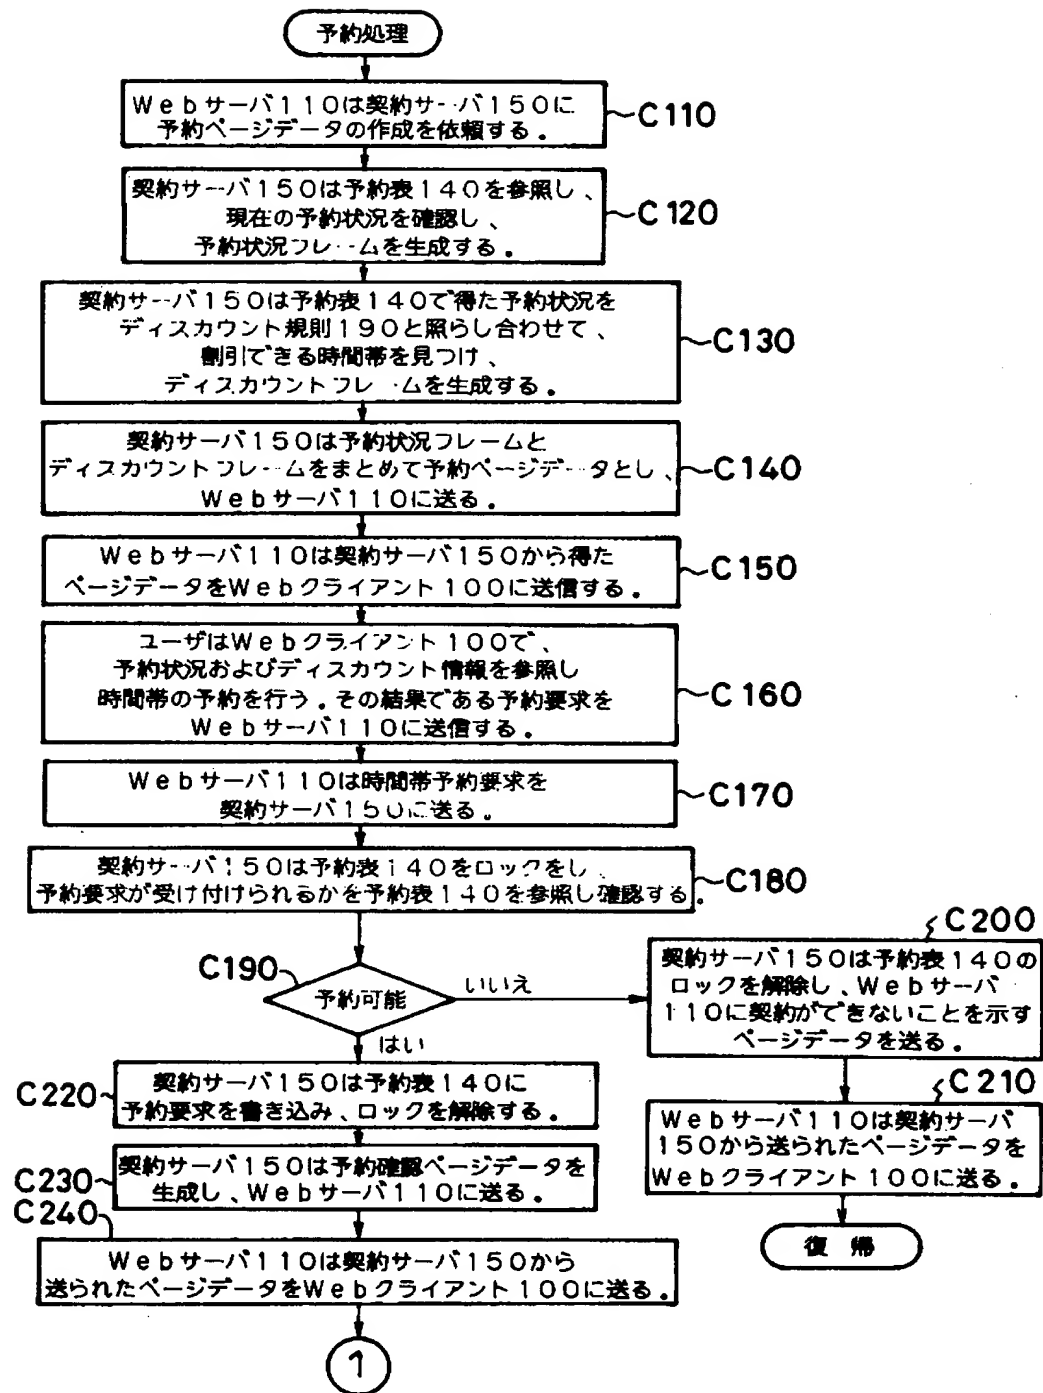 予約処理
Webサーバ110は契約サーバ150に
予約ページデータの作成を依頼する.
C110
契約サーバ150は予約表140を参照し、
現在の予約状況を確認し、
予約状況フレームを生成する.
C120
契約サーバ150は予約表140で得た予約状況を
ディスカウント規則190と照らし合わせて、
割引できる時間帯を見つけ、
ディスカウントフレームを生成する.
C130
契約サーバ150は予約状況フレームと
ディスカウントフレームをまとめて予約ページデータとし、
Webサーバ110に送る.
C140
Webサーバ110は契約サーバ150から得た
ページデータをWebクライアント100に送信する.
C150
ユーザはWebクライアント100で、
予約状況およびディスカウント情報を参照し
時間帯の予約を行う.その結果である予約要求を
Webサーバ110に送信する.
C160
Webサーバ110は時間帯予約要求を
契約サーバ150に送る.
C170
契約サーバ150は予約表140をロックをし、
予約要求が受け付けられるかを予約表140を参照し確認する.
C180
C190
予約可能
いいえ
はい
C200
契約サーバ150は予約表140の
ロックを解除し、Webサーバ
110に契約ができないことを示す
ページデータを送る.
C210
Webサーバ110は契約サーバ
150から送られたページデータを
Webクライアント100に送る.
復帰
C220
契約サーバ150は予約表140に
予約要求を書き込み、ロックを解除する.
C230
契約サーバ150は予約確認ページデータを
生成し、Webサーバ110に送る.
C240
Webサーバ110は契約サーバ150から
送られたページデータをWebクライアント100に送る.
1